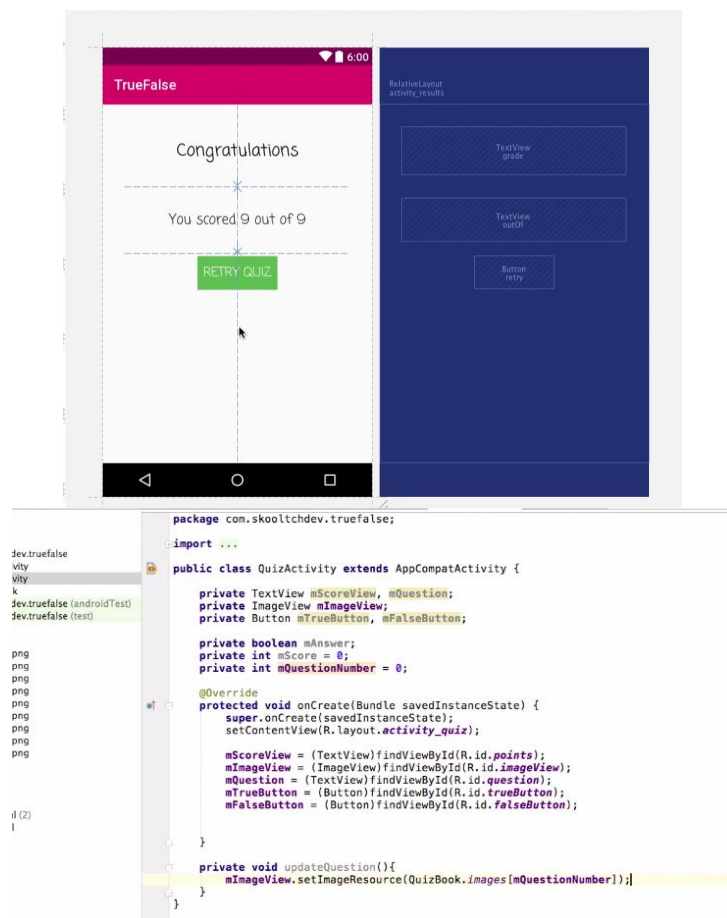 6:00
TrueFalse
Congratulations
You scored 9 out of 9
RETRY QUIZ
RelativeLayout
activity_results
TextView
grade
TextView
outOf
Button
retry
dev.truefalse
vity
vity
k
dev.truefalse (androidTest)
dev.truefalse (test)
png
png
png
png
png
png
png
png
png
l (2)
l
package com.skooltchdev.truefalse;
import ...
public class QuizActivity extends AppCompatActivity {
private TextView mScoreView, mQuestion;
private ImageView mImageView;
private Button mTrueButton, mFalseButton;
private boolean mAnswer;
private int mScore = 0;
private int mQuestionNumber = 0;
@Override
protected void onCreate(Bundle savedInstanceState) {
super.onCreate(savedInstanceState);
setContentView(R.layout.activity_quiz);
mScoreView = (TextView)findViewById(R.id.points);
mImageView = (ImageView)findViewById(R.id.imageView);
mQuestion = (TextView)findViewById(R.id.question);
mTrueButton = (Button)findViewById(R.id.trueButton);
mFalseButton = (Button)findViewById(R.id.falseButton);
}
private void updateQuestion(){
mImageView.setImageResource(QuizBook.images[mQuestionNumber]);
}
}